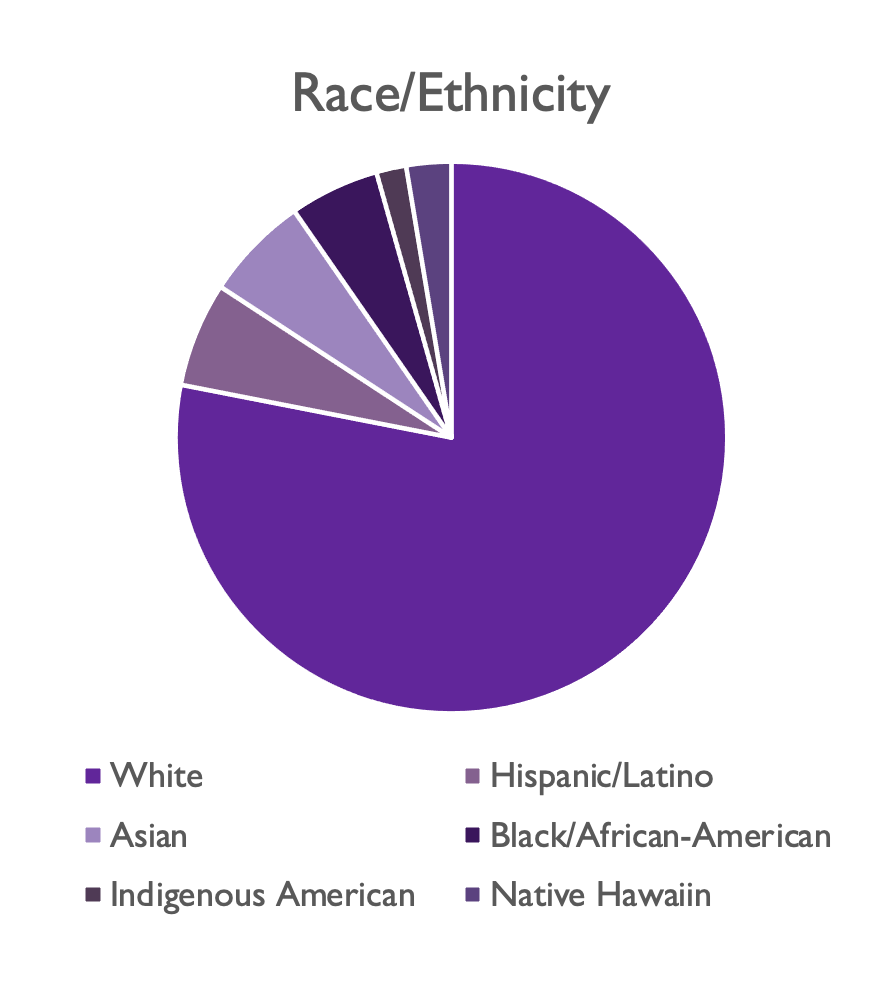 Race/Ethnicity
White
Hispanic/Latino
Asian
Black/African-American
Indigenous American
Native Hawaiin